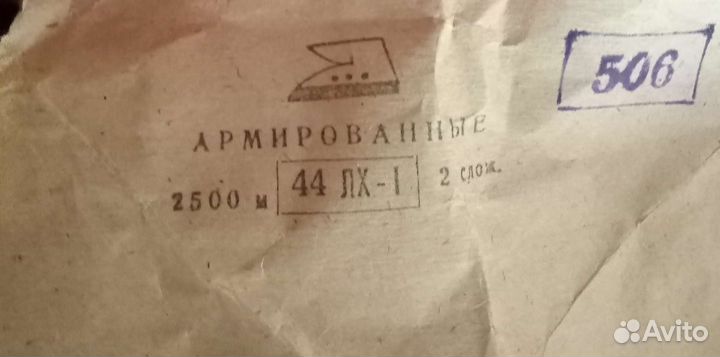 506
АРМИРОВАННЫЕ
2500 м 44 ЛХ-1 2 слож.
Avito